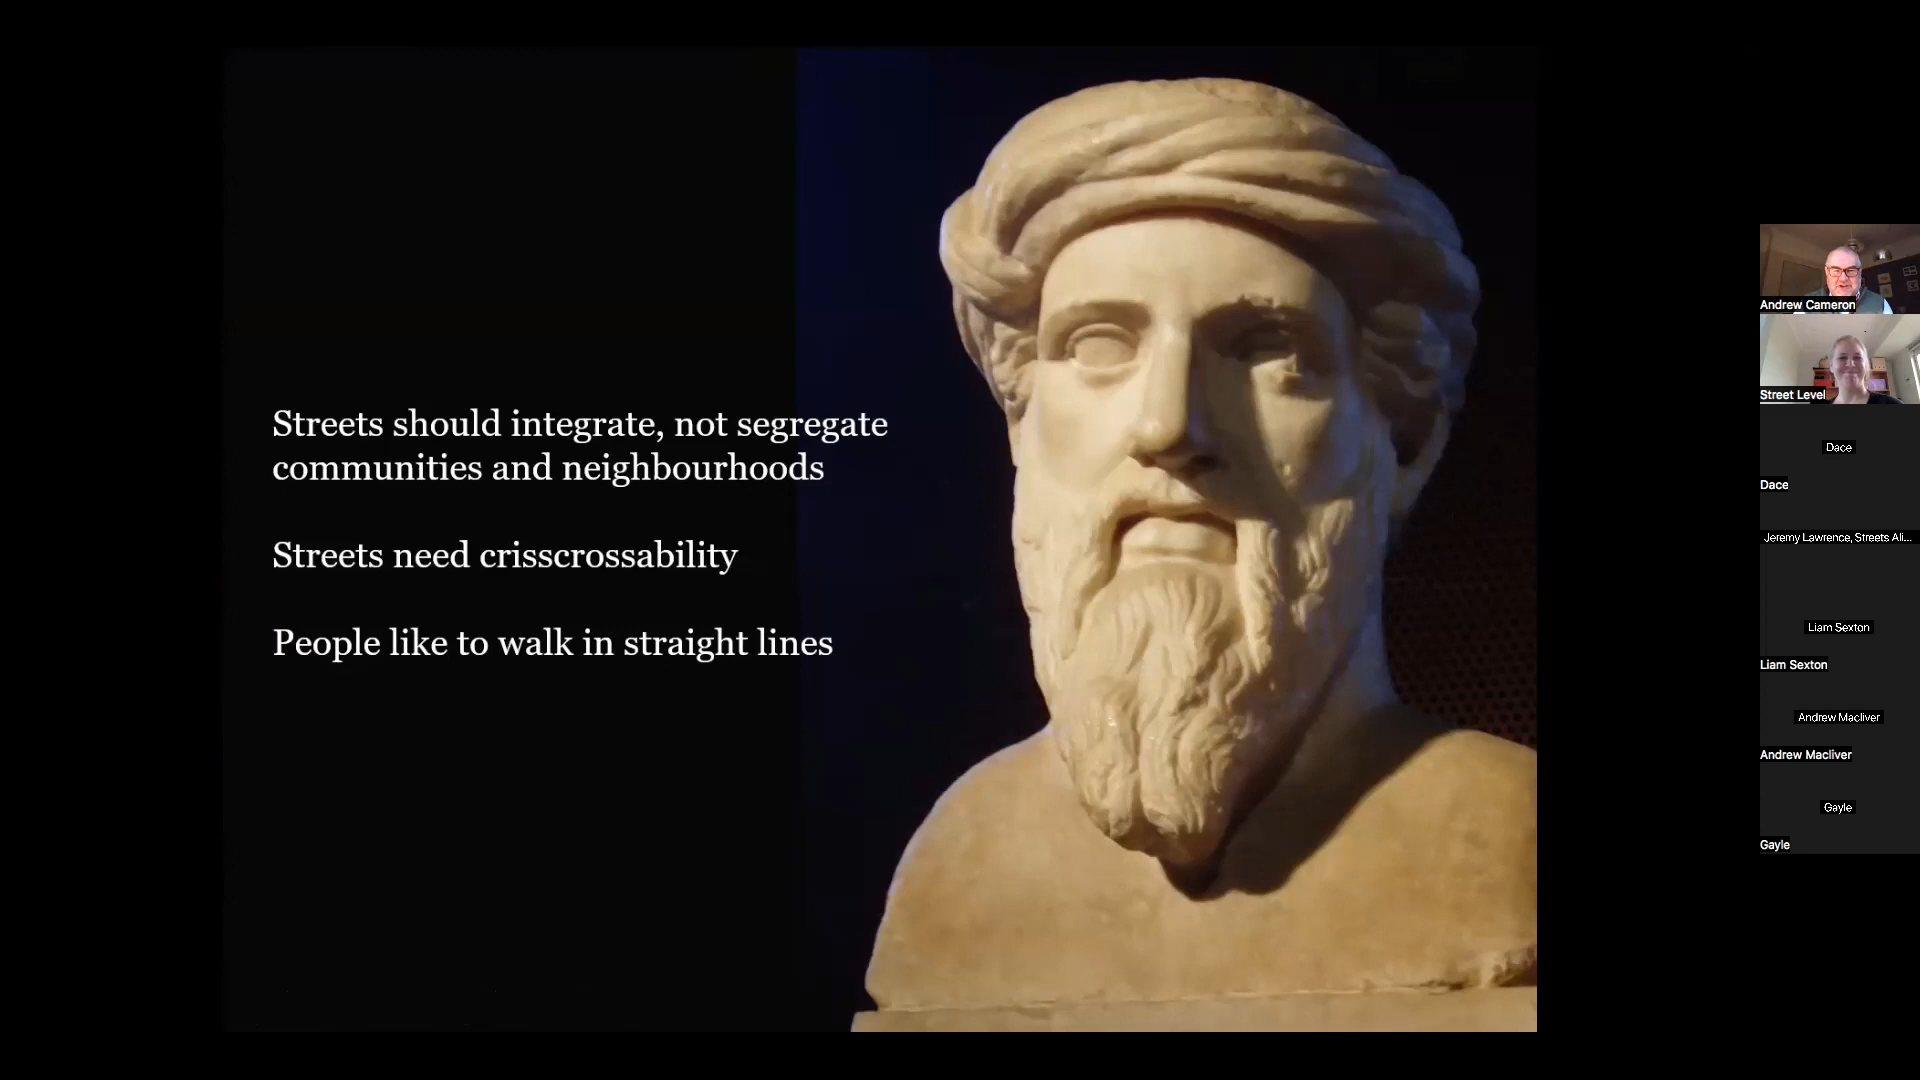 Streets should integrate, not segregate
communities and neighbourhoods
Streets need crisscrossability
People like to walk in straight lines
Andrew Cameron
Street Level
Dace
Dace
Jeremy Lawrence, Streets Ali...
Liam Sexton
Liam Sexton
Andrew Macliver
Andrew Macliver
Gayle
Gayle